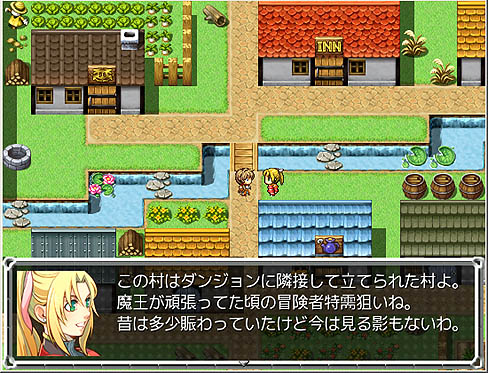 INN
この村はダンジョンに隣接して立てられた村よ。
魔王が頑張ってた頃の冒険者特需狙いね。
昔は多少賑わっていたけど今は見る影もないわ。